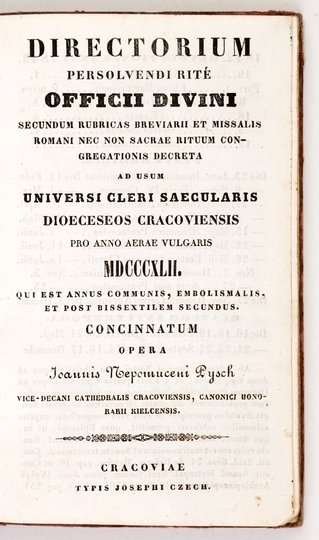 DIRECTORIUM
PERSOLVENDI RITÉ
OFFICII DIVINI
SECUNDUM RUBRICAS BREVIARII ET MISSALIS
ROMANI NEC NON SACRAE RITUUM CON-
GREGATIONIS DECRETA
AD USUM
UNIVERSI CLERI SAECULARIS
DIOECESEOS CRACOVIENSIS
PRO ANNO AERAE VULGARIS
MDCCCXLII.
QUI EST ANNUS COMMUNIS, EMBOLISMALIS,
ET POST BISSEXTILEM SECUNDUS.
CONCINNATUM
OPERA
Ioannis Nepomuceni Pysch
VICE-DECANI CATHEDRALIS CRACOVIENSIS, CANONICI HONO-
RARII KIELCENSIS.
CRACOVIAE
TYPIS JOSEPHI CZECH.